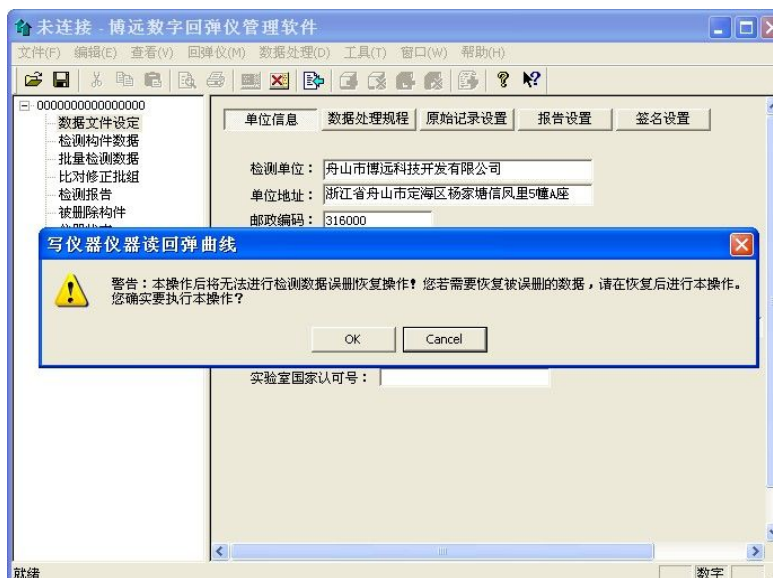 未连接 - 博远数字回弹仪管理软件
文件(F) 编辑(E) 查看(V) 回弹仪(M) 数据处理(D) 工具(T) 窗口(W) 帮助(H)
0000000000000000
数据文件设定
检测构件数据
批量检测数据
比对修正批组
检测报告
被删除构件
单位信息 数据处理规程 原始记录设置 报告设置 签名设置
检测单位： 舟山市博远科技开发有限公司
单位地址： 浙江省舟山市定海区杨家塘信凤里5幢A座
邮政编码： 316000
写仪器仪器读回弹曲线
警告：本操作后将无法进行检测数据误删恢复操作！您若需要恢复被误删的数据，请在恢复后进行本操作。
您确实要执行本操作？
OK Cancel
实验室国家认可号：
就绪
数字